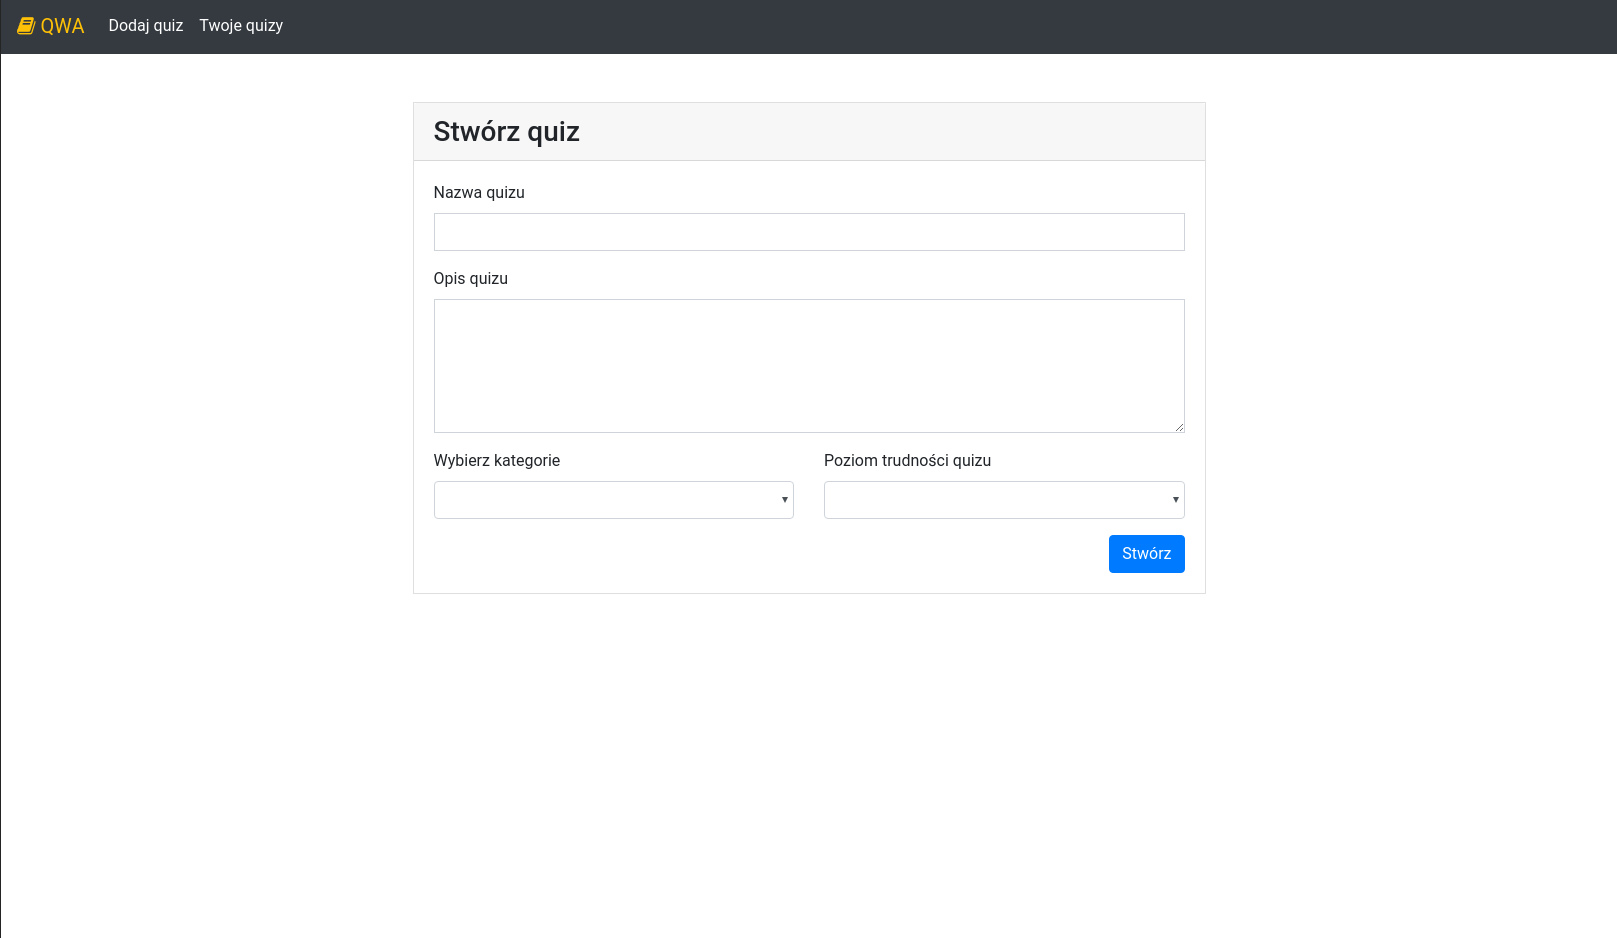 QWA Dodaj quiz Twoje quizy
Stwórz quiz
Nazwa quizu
Opis quizu
Wybierz kategorie Poziom trudności quizu
Stwórz